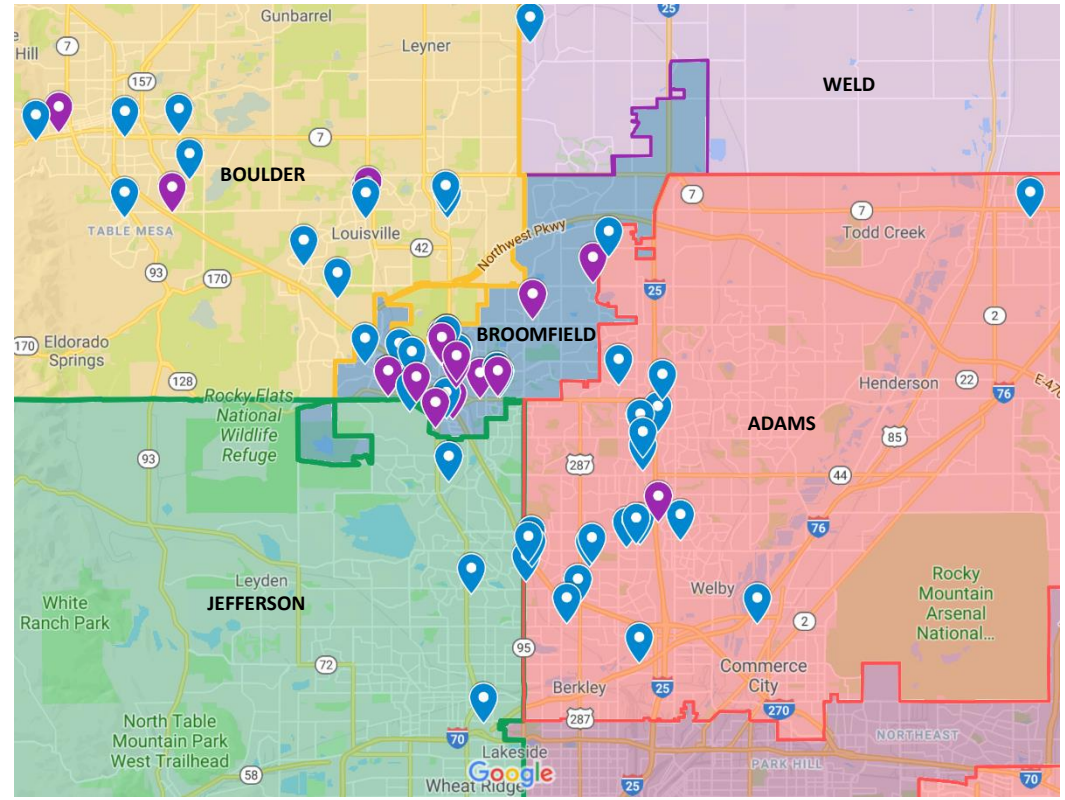 Gunbarrel
25
Hill
7
Leyner
157
WELD
7
BOULDER
7
7
TABLE MESA
Louisville
Todd Creek
42
Northwest Pkwy
93
170
25
2
170
Eldorado
Springs
BROOMFIELD
128
Henderson
22
76
E-470
Rocky Flats
National
Wildlife
Refuge
ADAMS
85
93
287
44
76
Leyden
JEFFERSON
White
Ranch Park
Welby
Rocky
Mountain
Arsenal
National...
2
95
72
Commerce
City
Berkley
25
270
287
North Table
Mountain Park
West Trailhead
70
NORTHEAST
Lakeside
PARK HILL
58
Google
Wheat Ridge
25
70